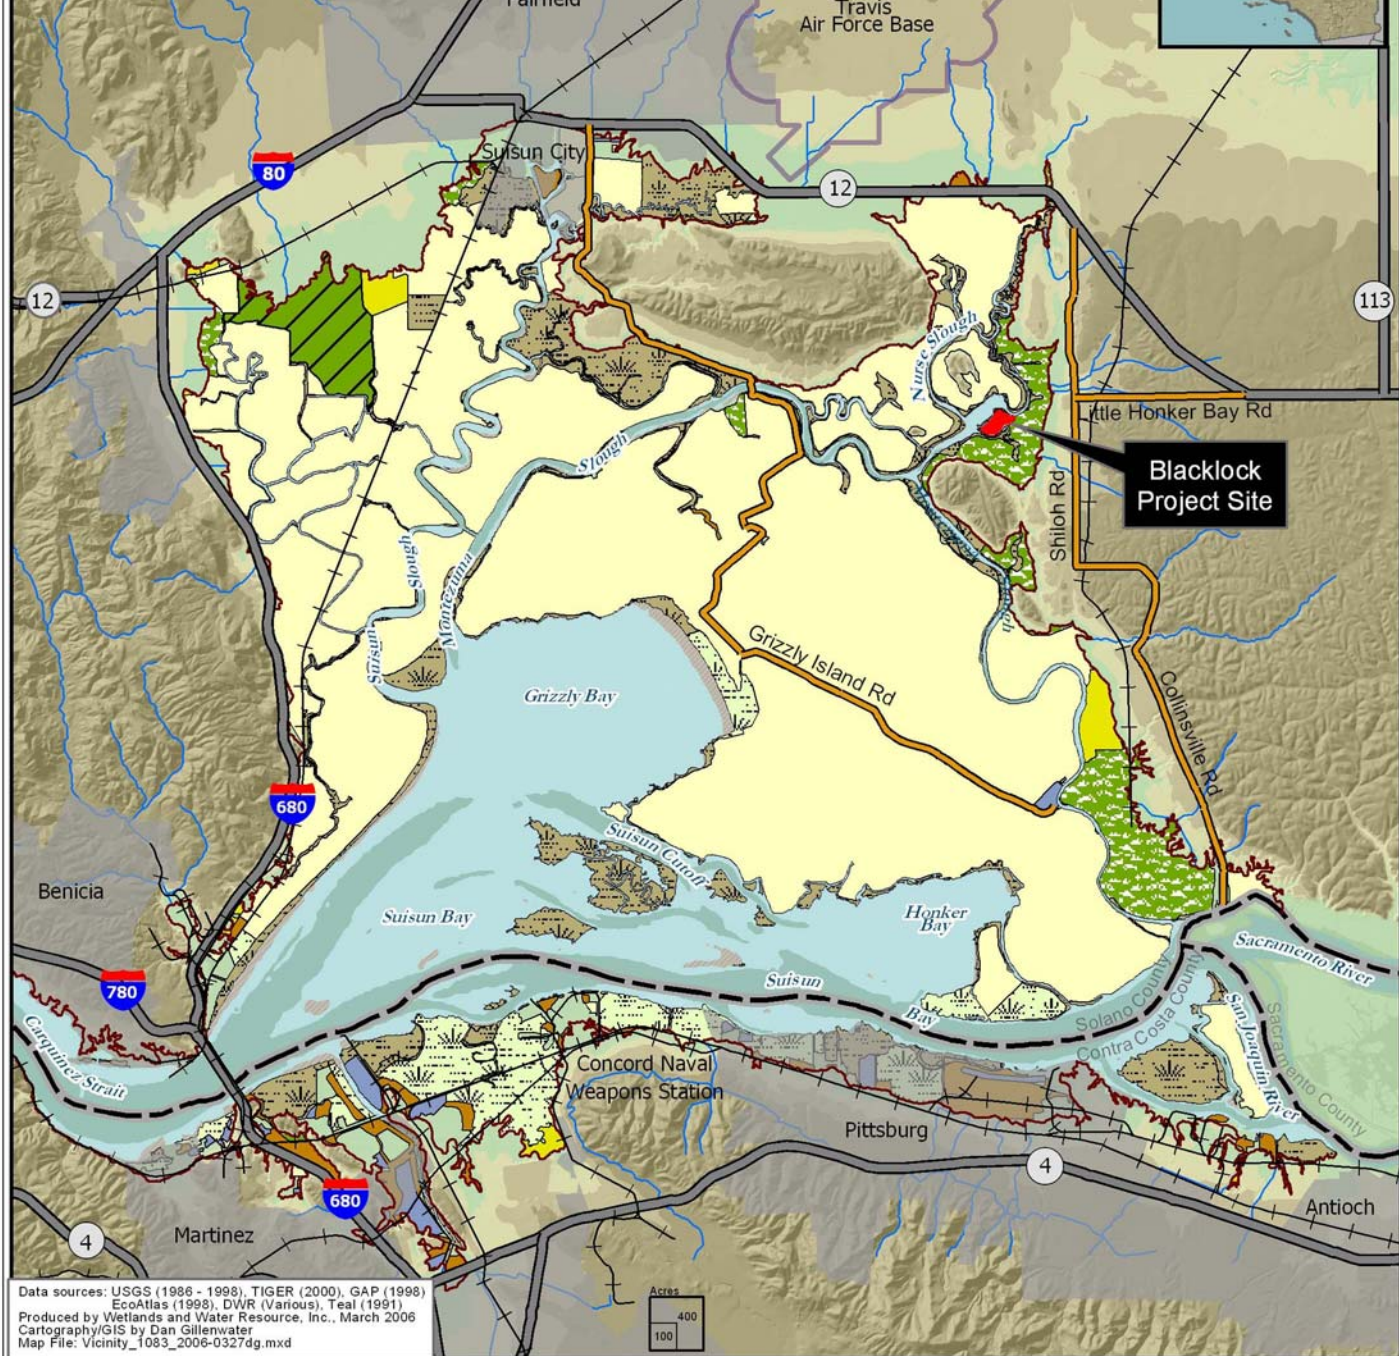 Fairfield
Travis
Air Force Base
Suisun City
80
12
12
113
Nurse Slough
Little Honker Bay Rd
Blacklock
Project Site
Shiloh Rd
Slough
Montezuma
Slough
Suisun
Grizzly Bay
Grizzly Island Rd
Collinsville Rd
680
Suisun Cutoff
Benicia
Suisun Bay
Honker
Bay
Sacramento River
780
Suisun
Bay
Solano County
Contra Costa County
San Joaquin River
Sacramento County
Carquinez Strait
Concord Naval
Weapons Station
Pittsburg
4
680
Antioch
Martinez
4
Data sources: USGS (1986 - 1998), TIGER (2000), GAP (1998)
EcoAtlas (1998), DWR (Various), Teal (1991)
Produced by Wetlands and Water Resource, Inc., March 2006
Cartography/GIS by Dan Gillenwater
Map File: Vicinity_1083_2006-0327dg.mxd
Acres
400
100